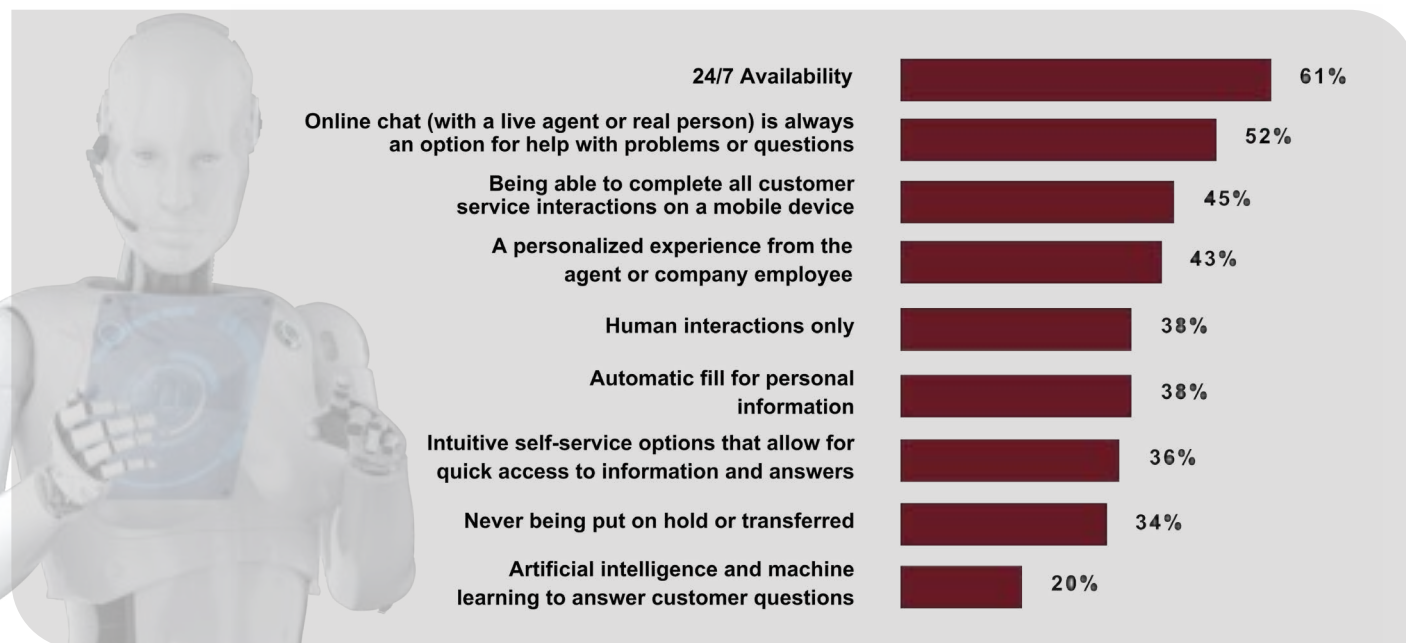 24/7 Availability
61%
Online chat (with a live agent or real person) is always
an option for help with problems or questions
52%
Being able to complete all customer
service interactions on a mobile device
45%
A personalized experience from the
agent or company employee
43%
Human interactions only
38%
Automatic fill for personal
information
38%
Intuitive self-service options that allow for
quick access to information and answers
36%
Never being put on hold or transferred
34%
Artificial intelligence and machine
learning to answer customer questions
20%